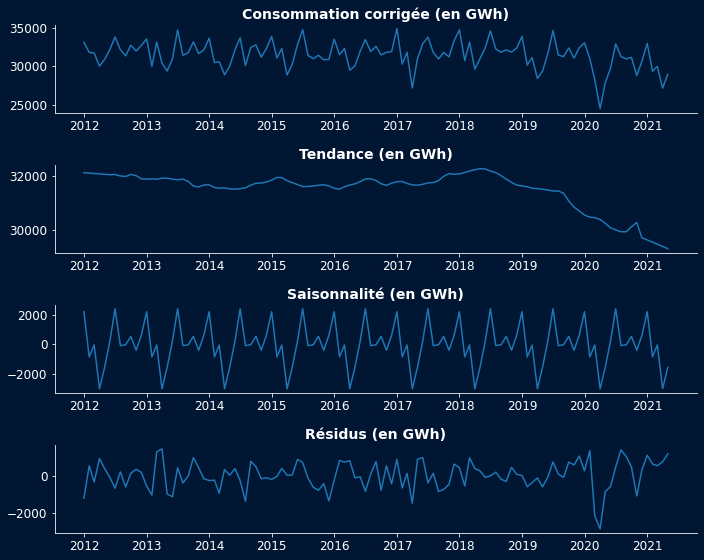 Consommation corrigée (en GWh)
35000
30000
25000
2012 2013 2014 2015 2016 2017 2018 2019 2020 2021
Tendance (en GWh)
32000
30000
2012 2013 2014 2015 2016 2017 2018 2019 2020 2021
Saisonnalité (en GWh)
2000
0
−2000
2012 2013 2014 2015 2016 2017 2018 2019 2020 2021
Résidus (en GWh)
0
−2000
2012 2013 2014 2015 2016 2017 2018 2019 2020 2021